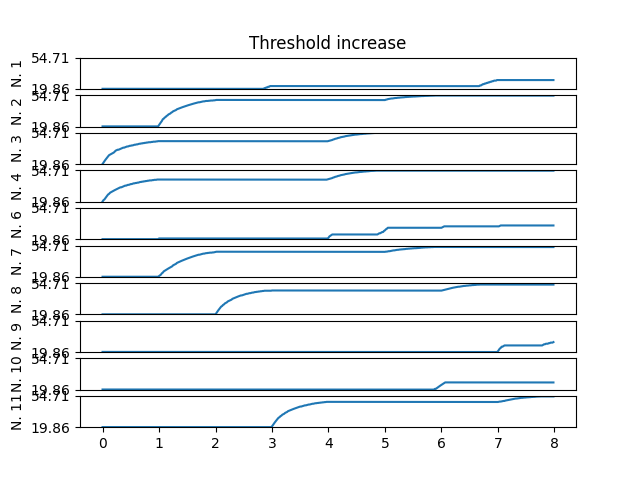 Threshold increase
54.71
N. 1
19.86
54.71
N. 2
19.86
54.71
N. 3
19.86
54.71
N. 4
19.86
54.71
N. 6
19.86
54.71
N. 7
19.86
54.71
N. 8
19.86
54.71
N. 9
19.86
54.71
N. 10
19.86
54.71
N. 11
19.86
0 1 2 3 4 5 6 7 8